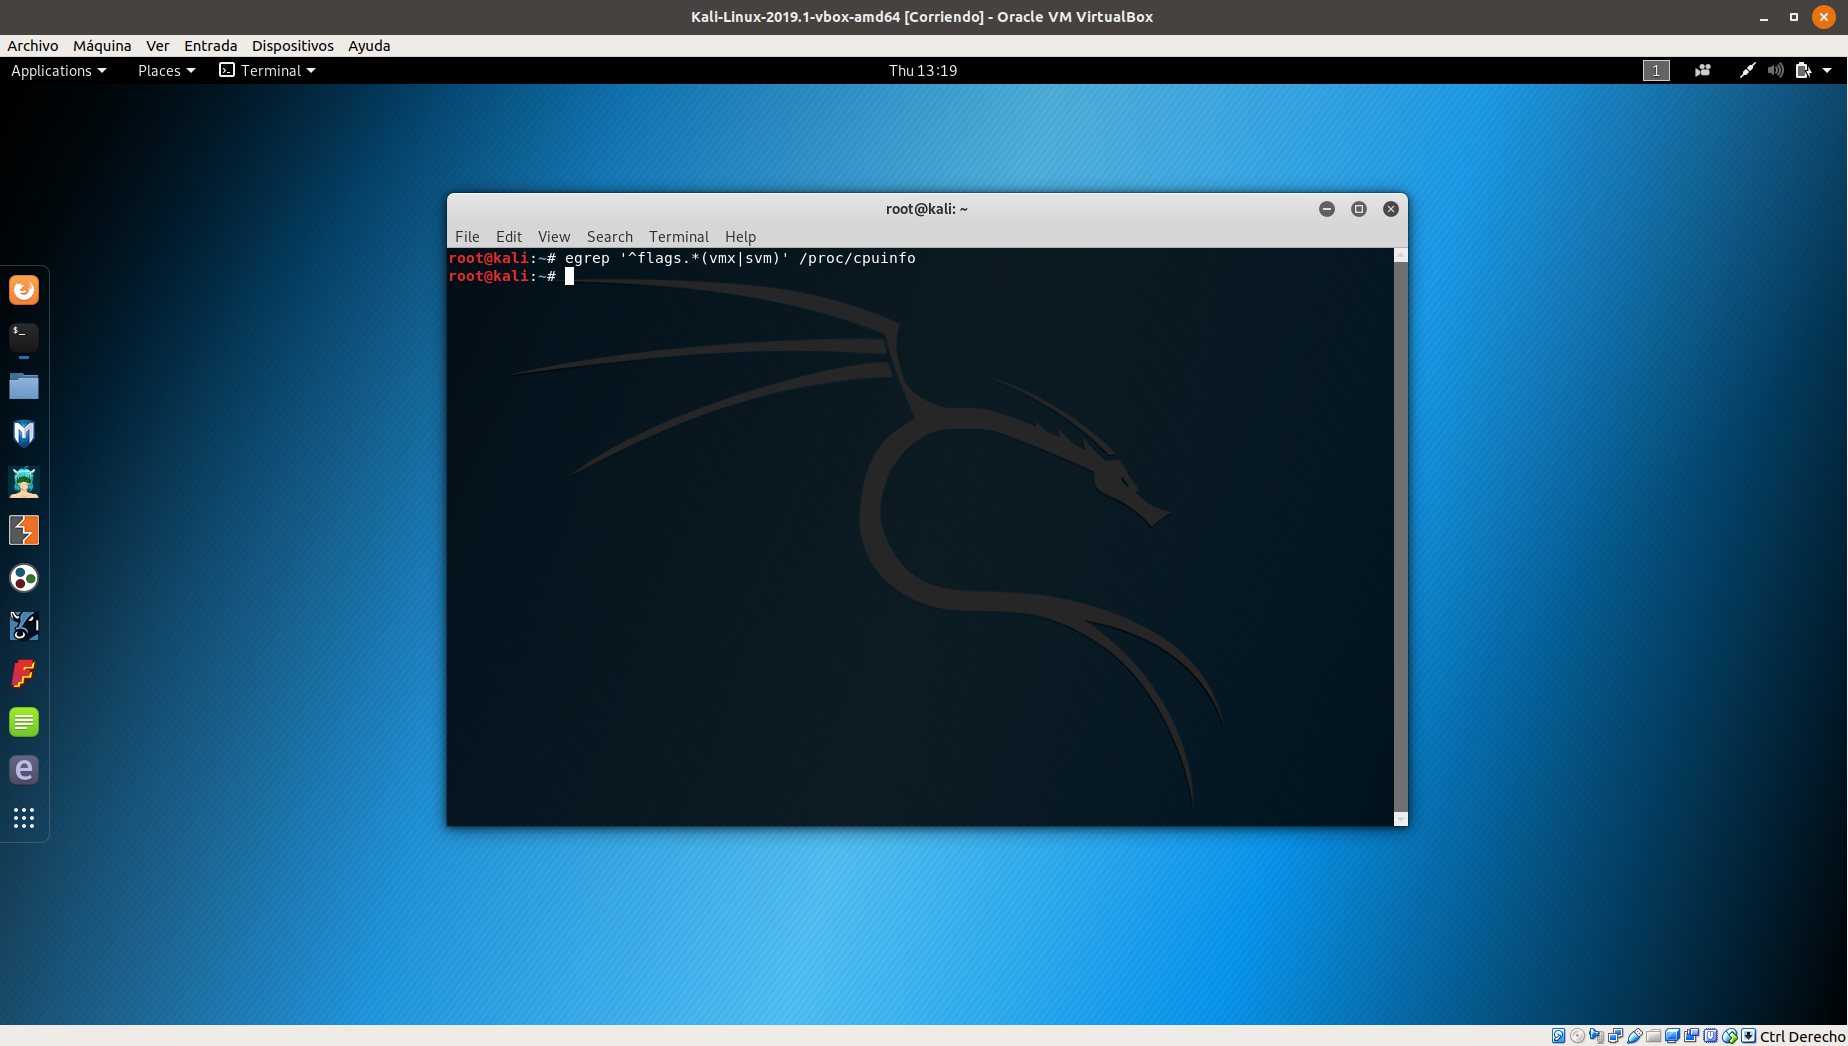 Kali-Linux-2019.1-vbox-amd64 [Corriendo] - Oracle VM VirtualBox
Archivo Máquina Ver Entrada Dispositivos Ayuda
Applications Places Terminal Thu 13:19 1
root@kali: ~
File Edit View Search Terminal Help
root@kali:~# egrep '^flags.*(vmx|svm)' /proc/cpuinfo
root@kali:~#
$_
M
F
e
Ctrl Derecho